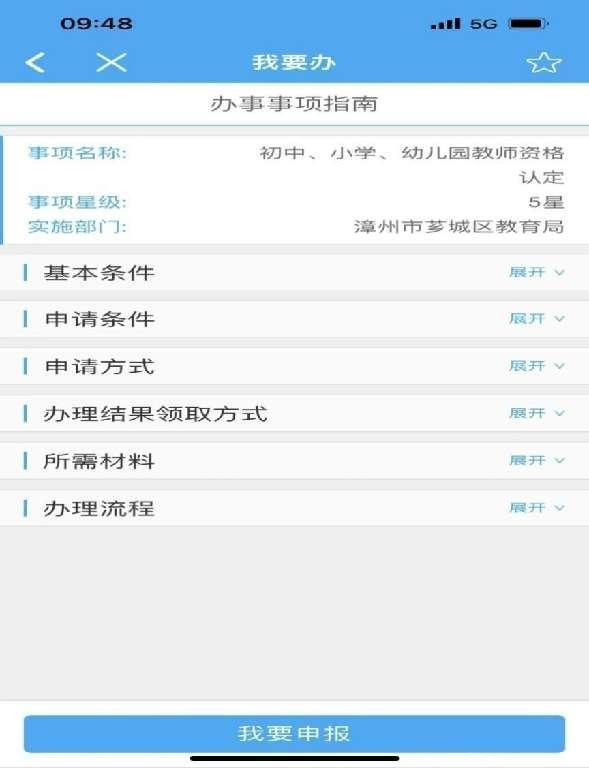 09:48
5G
我要办
办事事项指南
事项名称:
初中、小学、幼儿园教师资格
认定
事项星级:
5星
实施部门:
漳州市芗城区教育局
基本条件
展开
申请条件
展开
申请方式
展开
办理结果领取方式
展开
所需材料
展开
办理流程
展开
我要申报